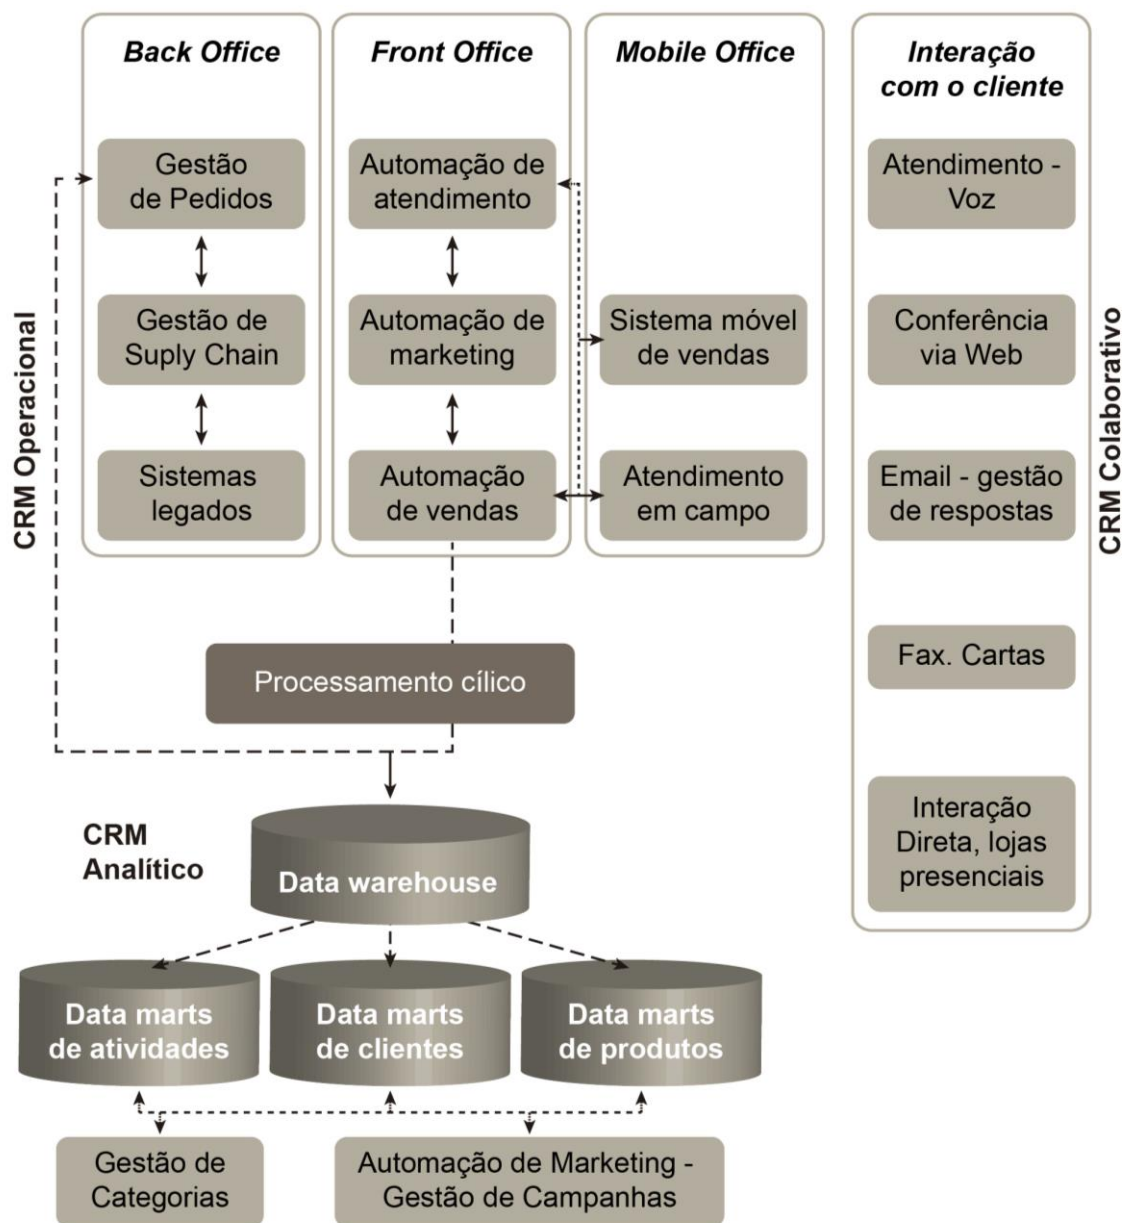 Back Office
Gestão
de Pedidos
Gestão de
Suply Chain
Sistemas
legados
Front Office
Automação de
atendimento
Automação de
marketing
Automação
de vendas
Mobile Office
Sistema móvel
de vendas
Atendimento
em campo
Interação
com o cliente
Atendimento -
Voz
Conferência
via Web
Email - gestão
de respostas
Fax. Cartas
Interação
Direta, lojas
presenciais
CRM Operacional
CRM Colaborativo
Processamento cílico
CRM
Analítico
Data warehouse
Data marts
de atividades
Data marts
de clientes
Data marts
de produtos
Gestão de
Categorias
Automação de Marketing -
Gestão de Campanhas